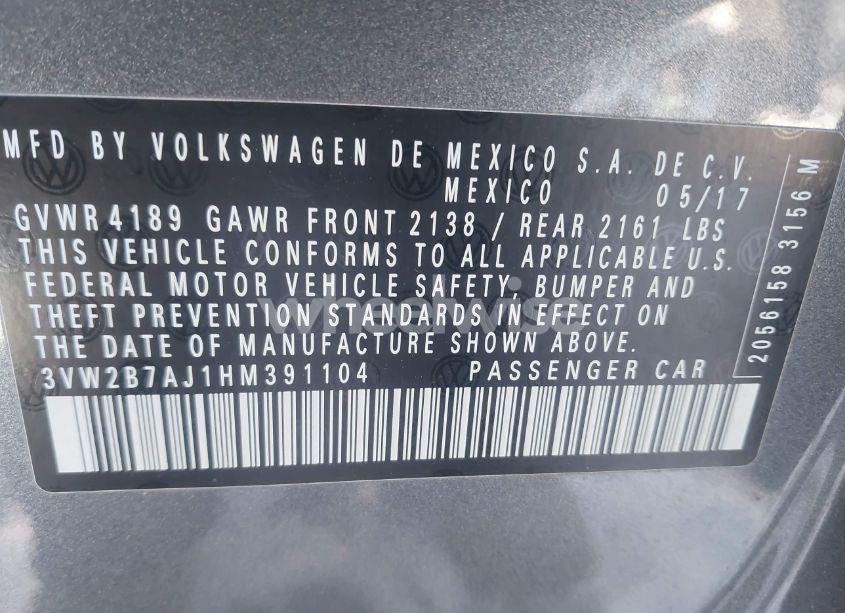 MFD BY VOLKSWAGEN DE MEXICO S.A. DE C.V.
MEXICO 05/17
GVWR4189 GAWR FRONT 2138 / REAR 2161 LBS
THIS VEHICLE CONFORMS TO ALL APPLICABLE U.S.
FEDERAL MOTOR VEHICLE SAFETY, BUMPER AND
THEFT PREVENTION STANDARDS IN EFFECT ON
THE DATE OF MANUFACTURE SHOWN ABOVE.
3VW2B7AJ1HM391104 PASSENGER CAR
2056158 3156 M
wheelwise